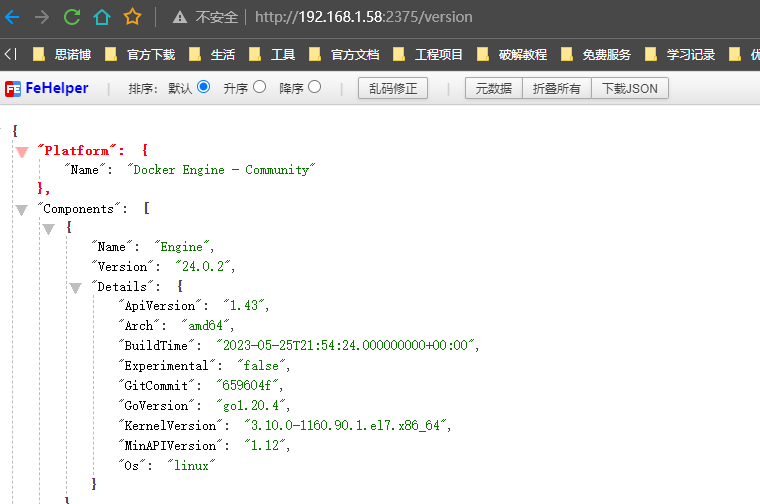 不安全 http://192.168.1.58:2375/version
思诺博 官方下载 生活 工具 官方文档 工程项目 破解教程 免费服务 学习记录
FeHelper 排序: 默认 升序 降序 乱码修正 元数据 折叠所有 下载JSON
{
"Platform": {
"Name": "Docker Engine - Community"
},
"Components": [
{
"Name": "Engine",
"Version": "24.0.2",
"Details": {
"ApiVersion": "1.43",
"Arch": "amd64",
"BuildTime": "2023-05-25T21:54:24.000000000+00:00",
"Experimental": "false",
"GitCommit": "659604f",
"GoVersion": "go1.20.4",
"KernelVersion": "3.10.0-1160.90.1.el7.x86_64",
"MinAPIVersion": "1.12",
"Os": "linux"
}